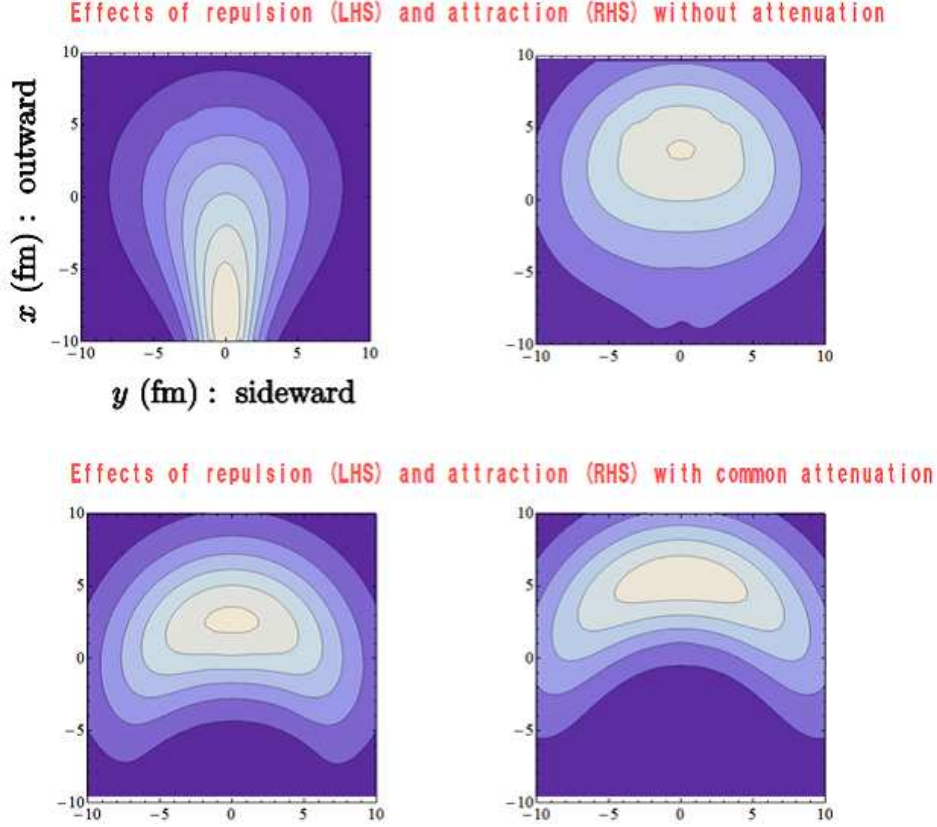 Effects of repulsion (LHS) and attraction (RHS) without attenuation
10
5
0
−5
−10
−10 −5 0 5 10
x (fm) : outward
y (fm) : sideward
10
5
0
−5
−10
−10 −5 0 5 10
Effects of repulsion (LHS) and attraction (RHS) with common attenuation
10
5
0
−5
−10
−10 −5 0 5 10
10
5
0
−5
−10
−10 −5 0 5 10